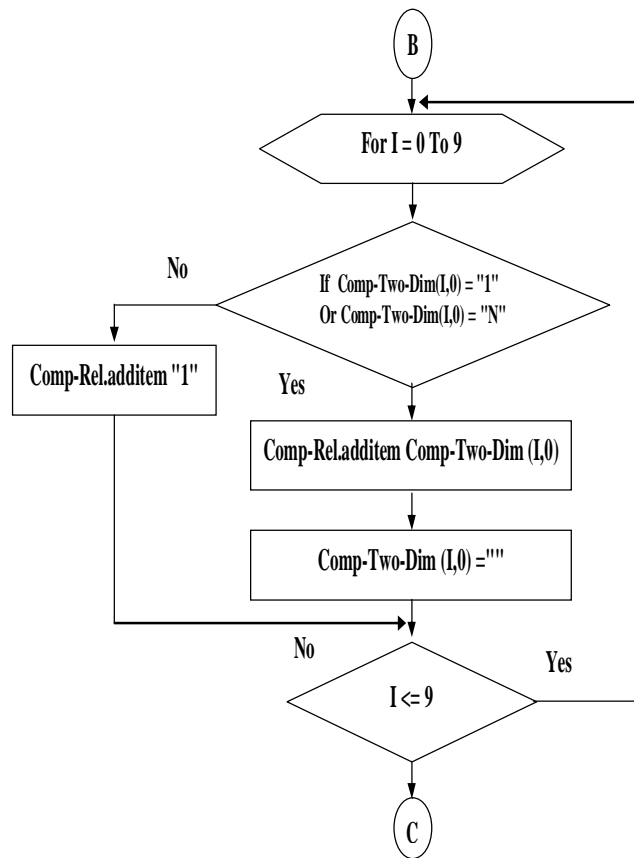 B
For I = 0 To 9
No
If Comp-Two-Dim(I,0) = "1"
Or Comp-Two-Dim(I,0) = "N"
Comp-Rel.additem "1"
Yes
Comp-Rel.additem Comp-Two-Dim (I,0)
Comp-Two-Dim (I,0) =""
No
Yes
I <= 9
C